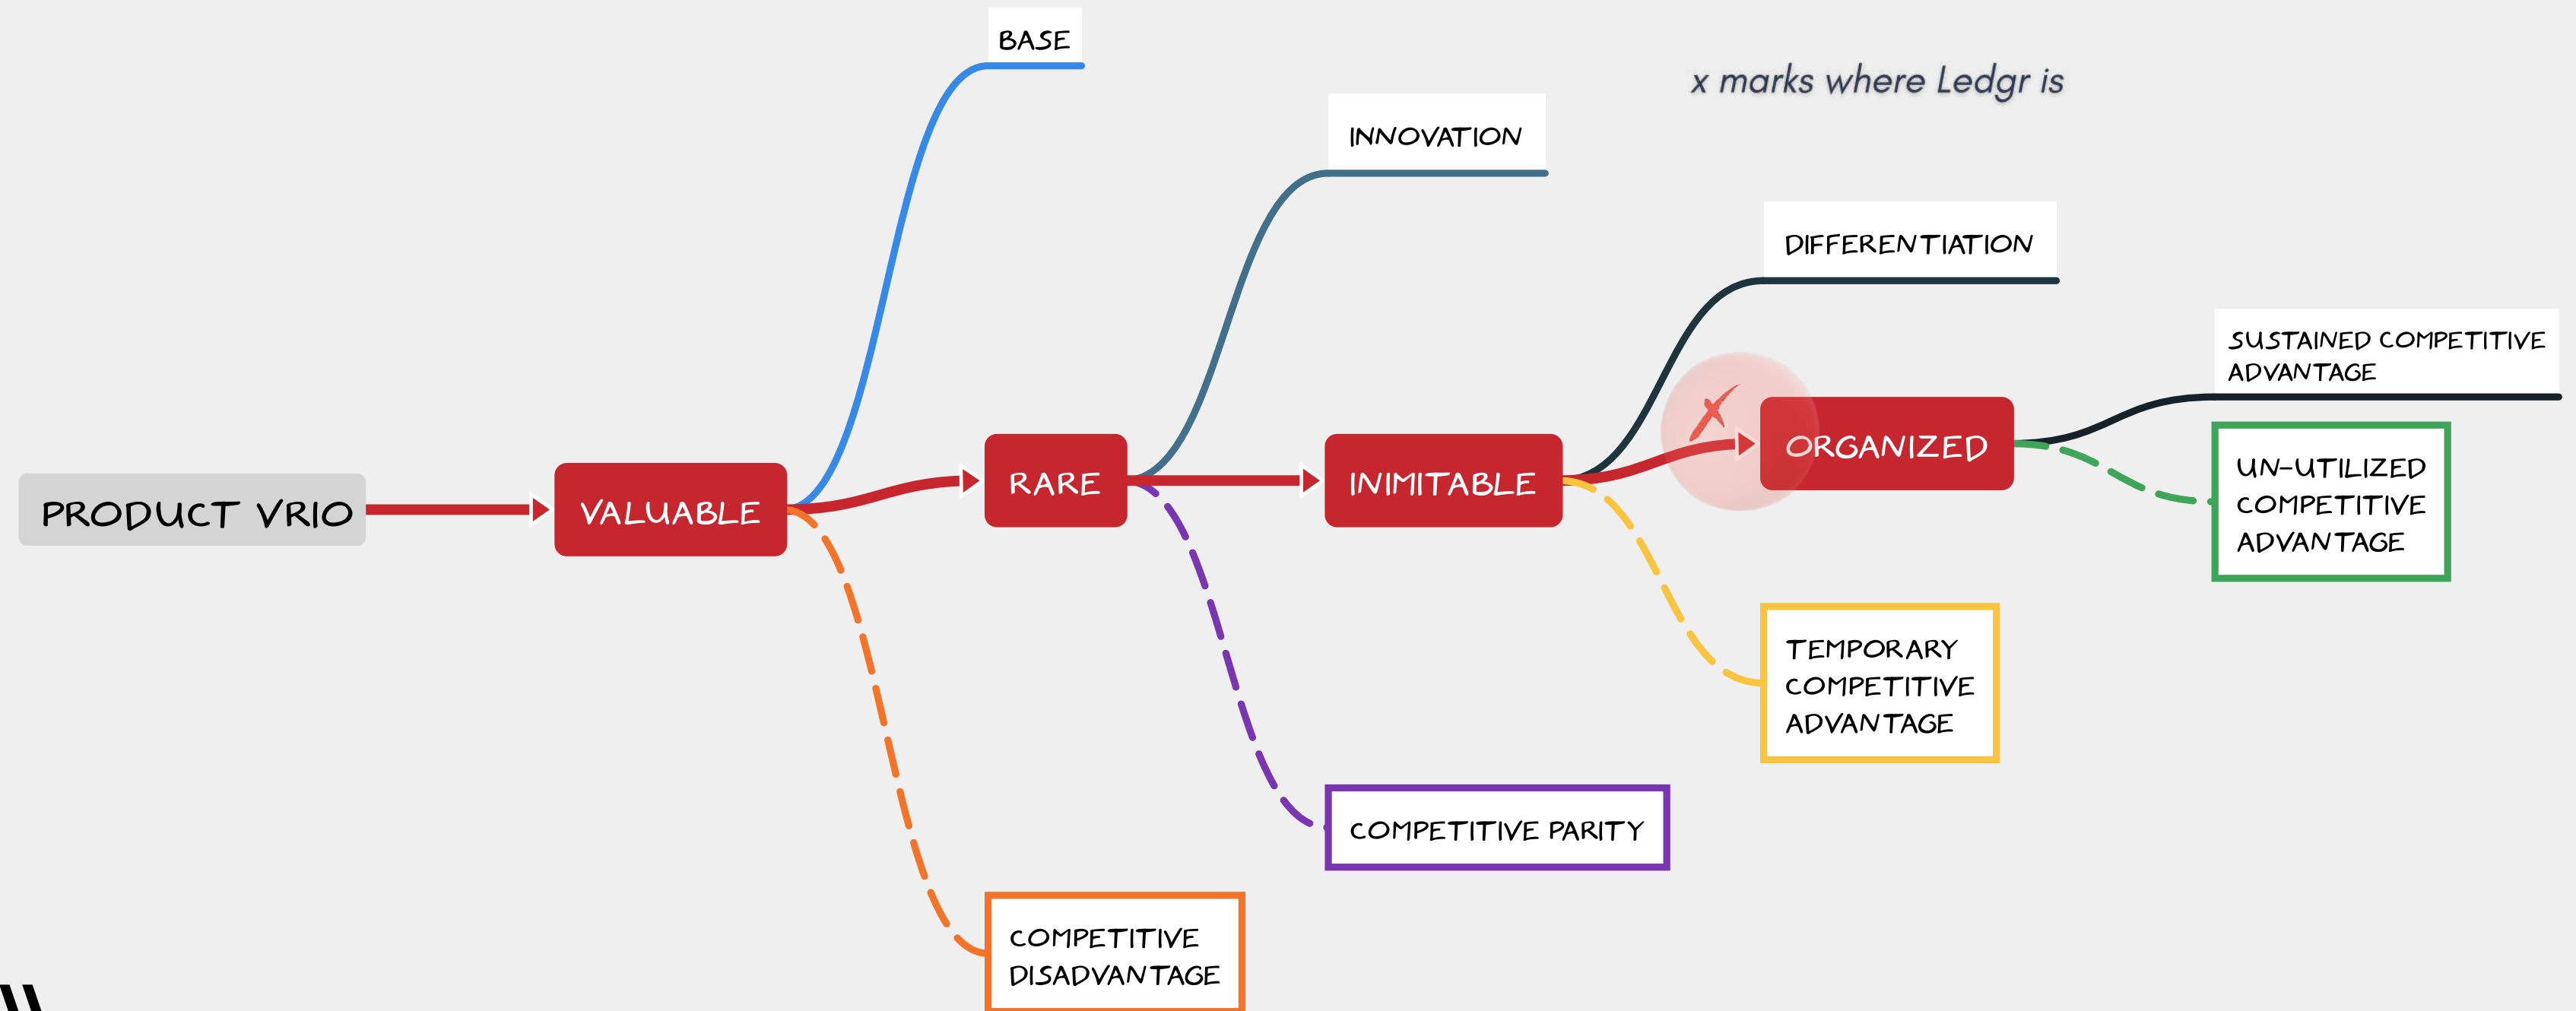 BASE
x marks where Ledgr is
INNOVATION
DIFFERENTIATION
SUSTAINED COMPETITIVE
ADVANTAGE
X
PRODUCT VRIO
VALUABLE
RARE
INIMITABLE
ORGANIZED
UN-UTILIZED
COMPETITIVE
ADVANTAGE
TEMPORARY
COMPETITIVE
ADVANTAGE
COMPETITIVE PARITY
COMPETITIVE
DISADVANTAGE